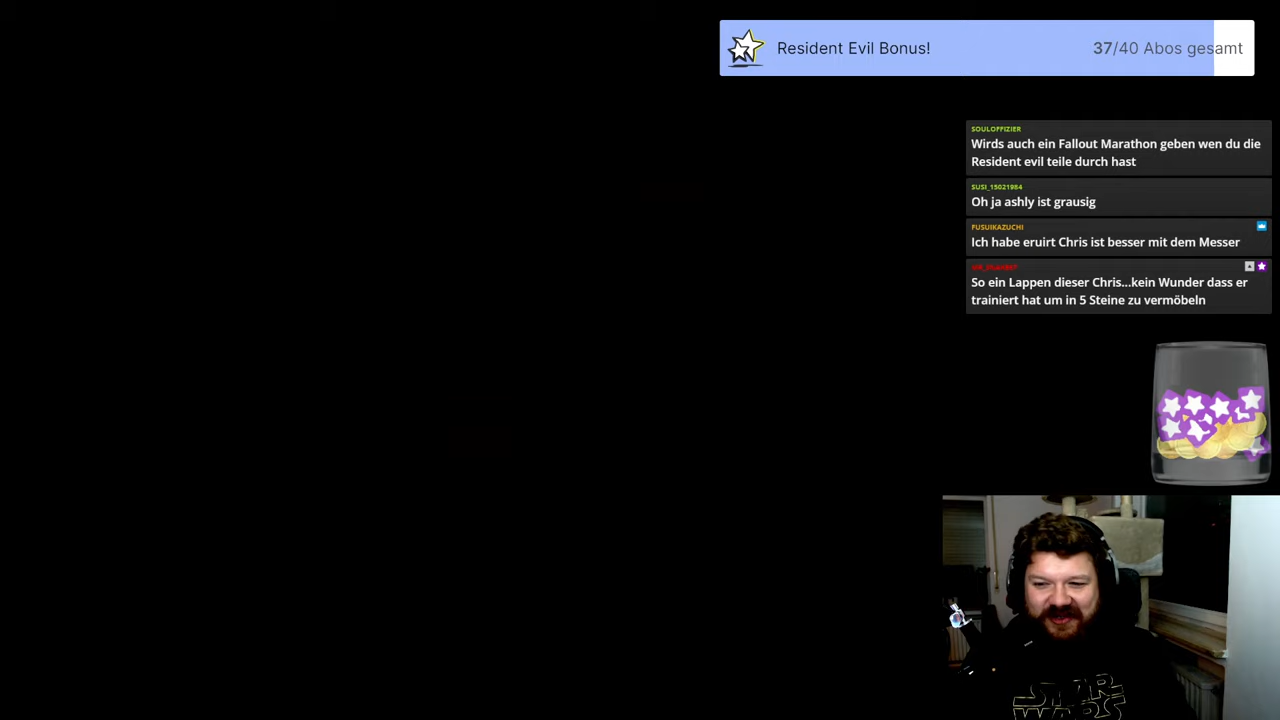 Resident Evil Bonus! 37/40 Abos gesamt
SOULOFFIZIER
Wirds auch ein Fallout Marathon geben wen du die
Resident evil teile durch hast
SUSI_15021984
Oh ja ashly ist grausig
FUSUIKAZUCHI
Ich habe eruirt Chris ist besser mit dem Messer
So ein Lappen dieser Chris...kein Wunder dass er
trainiert hat um in 5 Steine zu vermöbeln
STAR
WARS